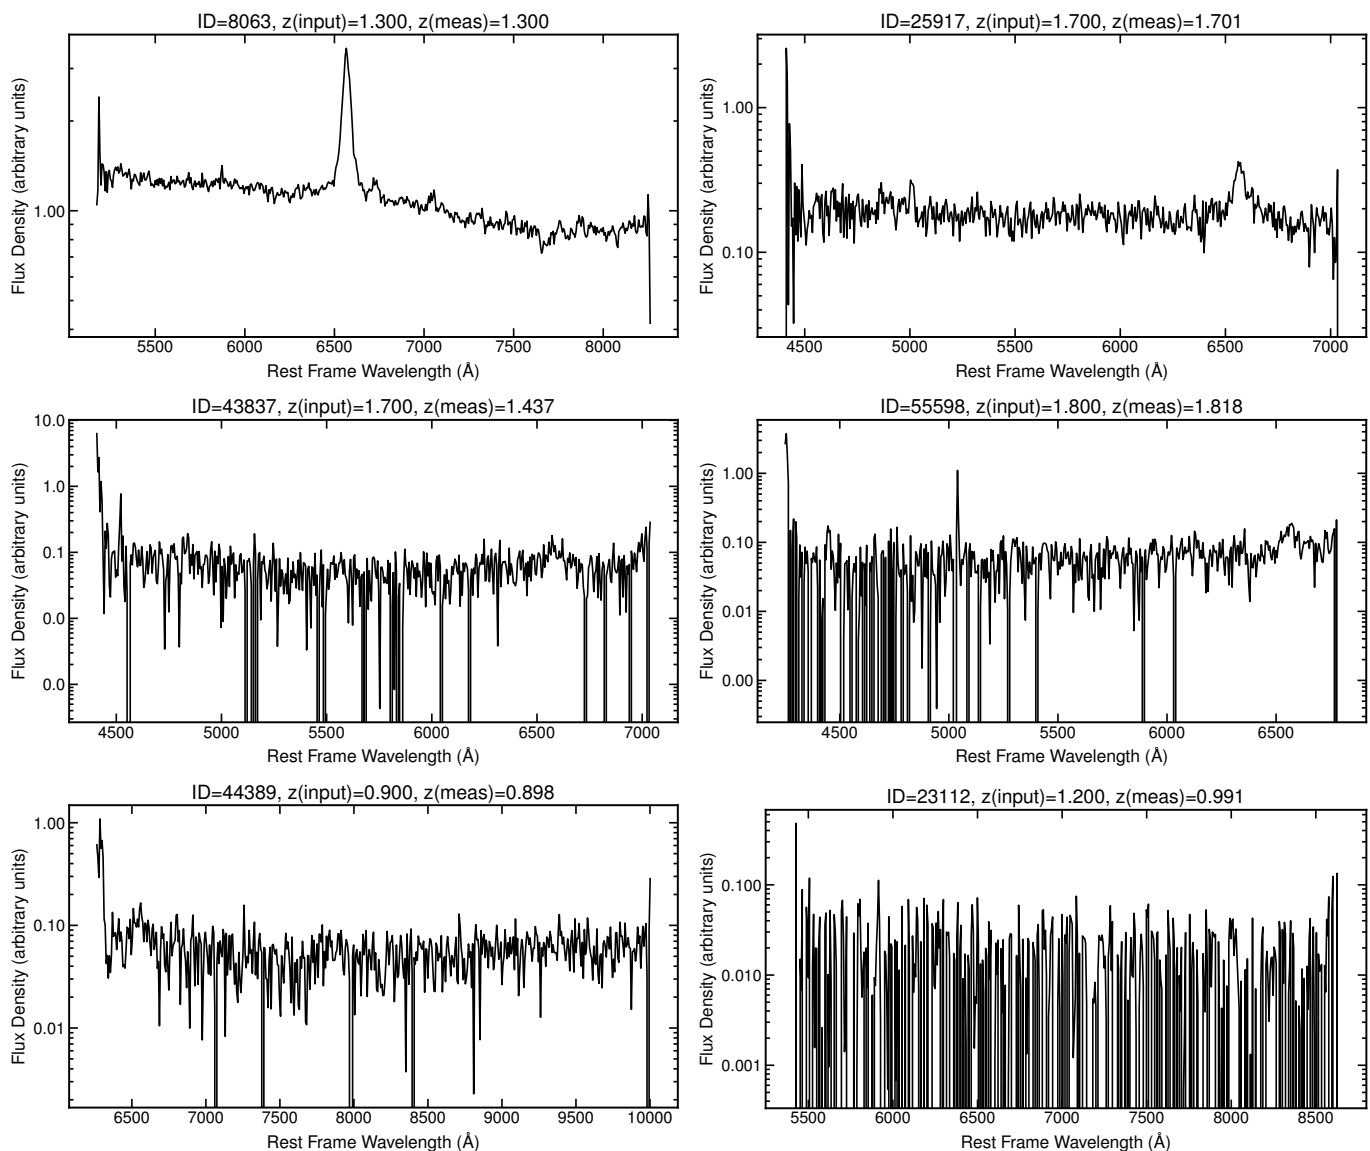 ID=8063, z(input)=1.300, z(meas)=1.300
Flux Density (arbitrary units)
1.00
5500 6000 6500 7000 7500 8000
Rest Frame Wavelength (Å)
ID=25917, z(input)=1.700, z(meas)=1.701
Flux Density (arbitrary units)
1.00
0.10
4500 5000 5500 6000 6500 7000
Rest Frame Wavelength (Å)
ID=43837, z(input)=1.700, z(meas)=1.437
Flux Density (arbitrary units)
10.0
1.0
0.1
0.0
0.0
4500 5000 5500 6000 6500 7000
Rest Frame Wavelength (Å)
ID=55598, z(input)=1.800, z(meas)=1.818
Flux Density (arbitrary units)
1.00
0.10
0.01
0.00
4500 5000 5500 6000 6500
Rest Frame Wavelength (Å)
ID=44389, z(input)=0.900, z(meas)=0.898
Flux Density (arbitrary units)
1.00
0.10
0.01
6500 7000 7500 8000 8500 9000 9500 10000
Rest Frame Wavelength (Å)
ID=23112, z(input)=1.200, z(meas)=0.991
Flux Density (arbitrary units)
0.100
0.010
0.001
5500 6000 6500 7000 7500 8000 8500
Rest Frame Wavelength (Å)